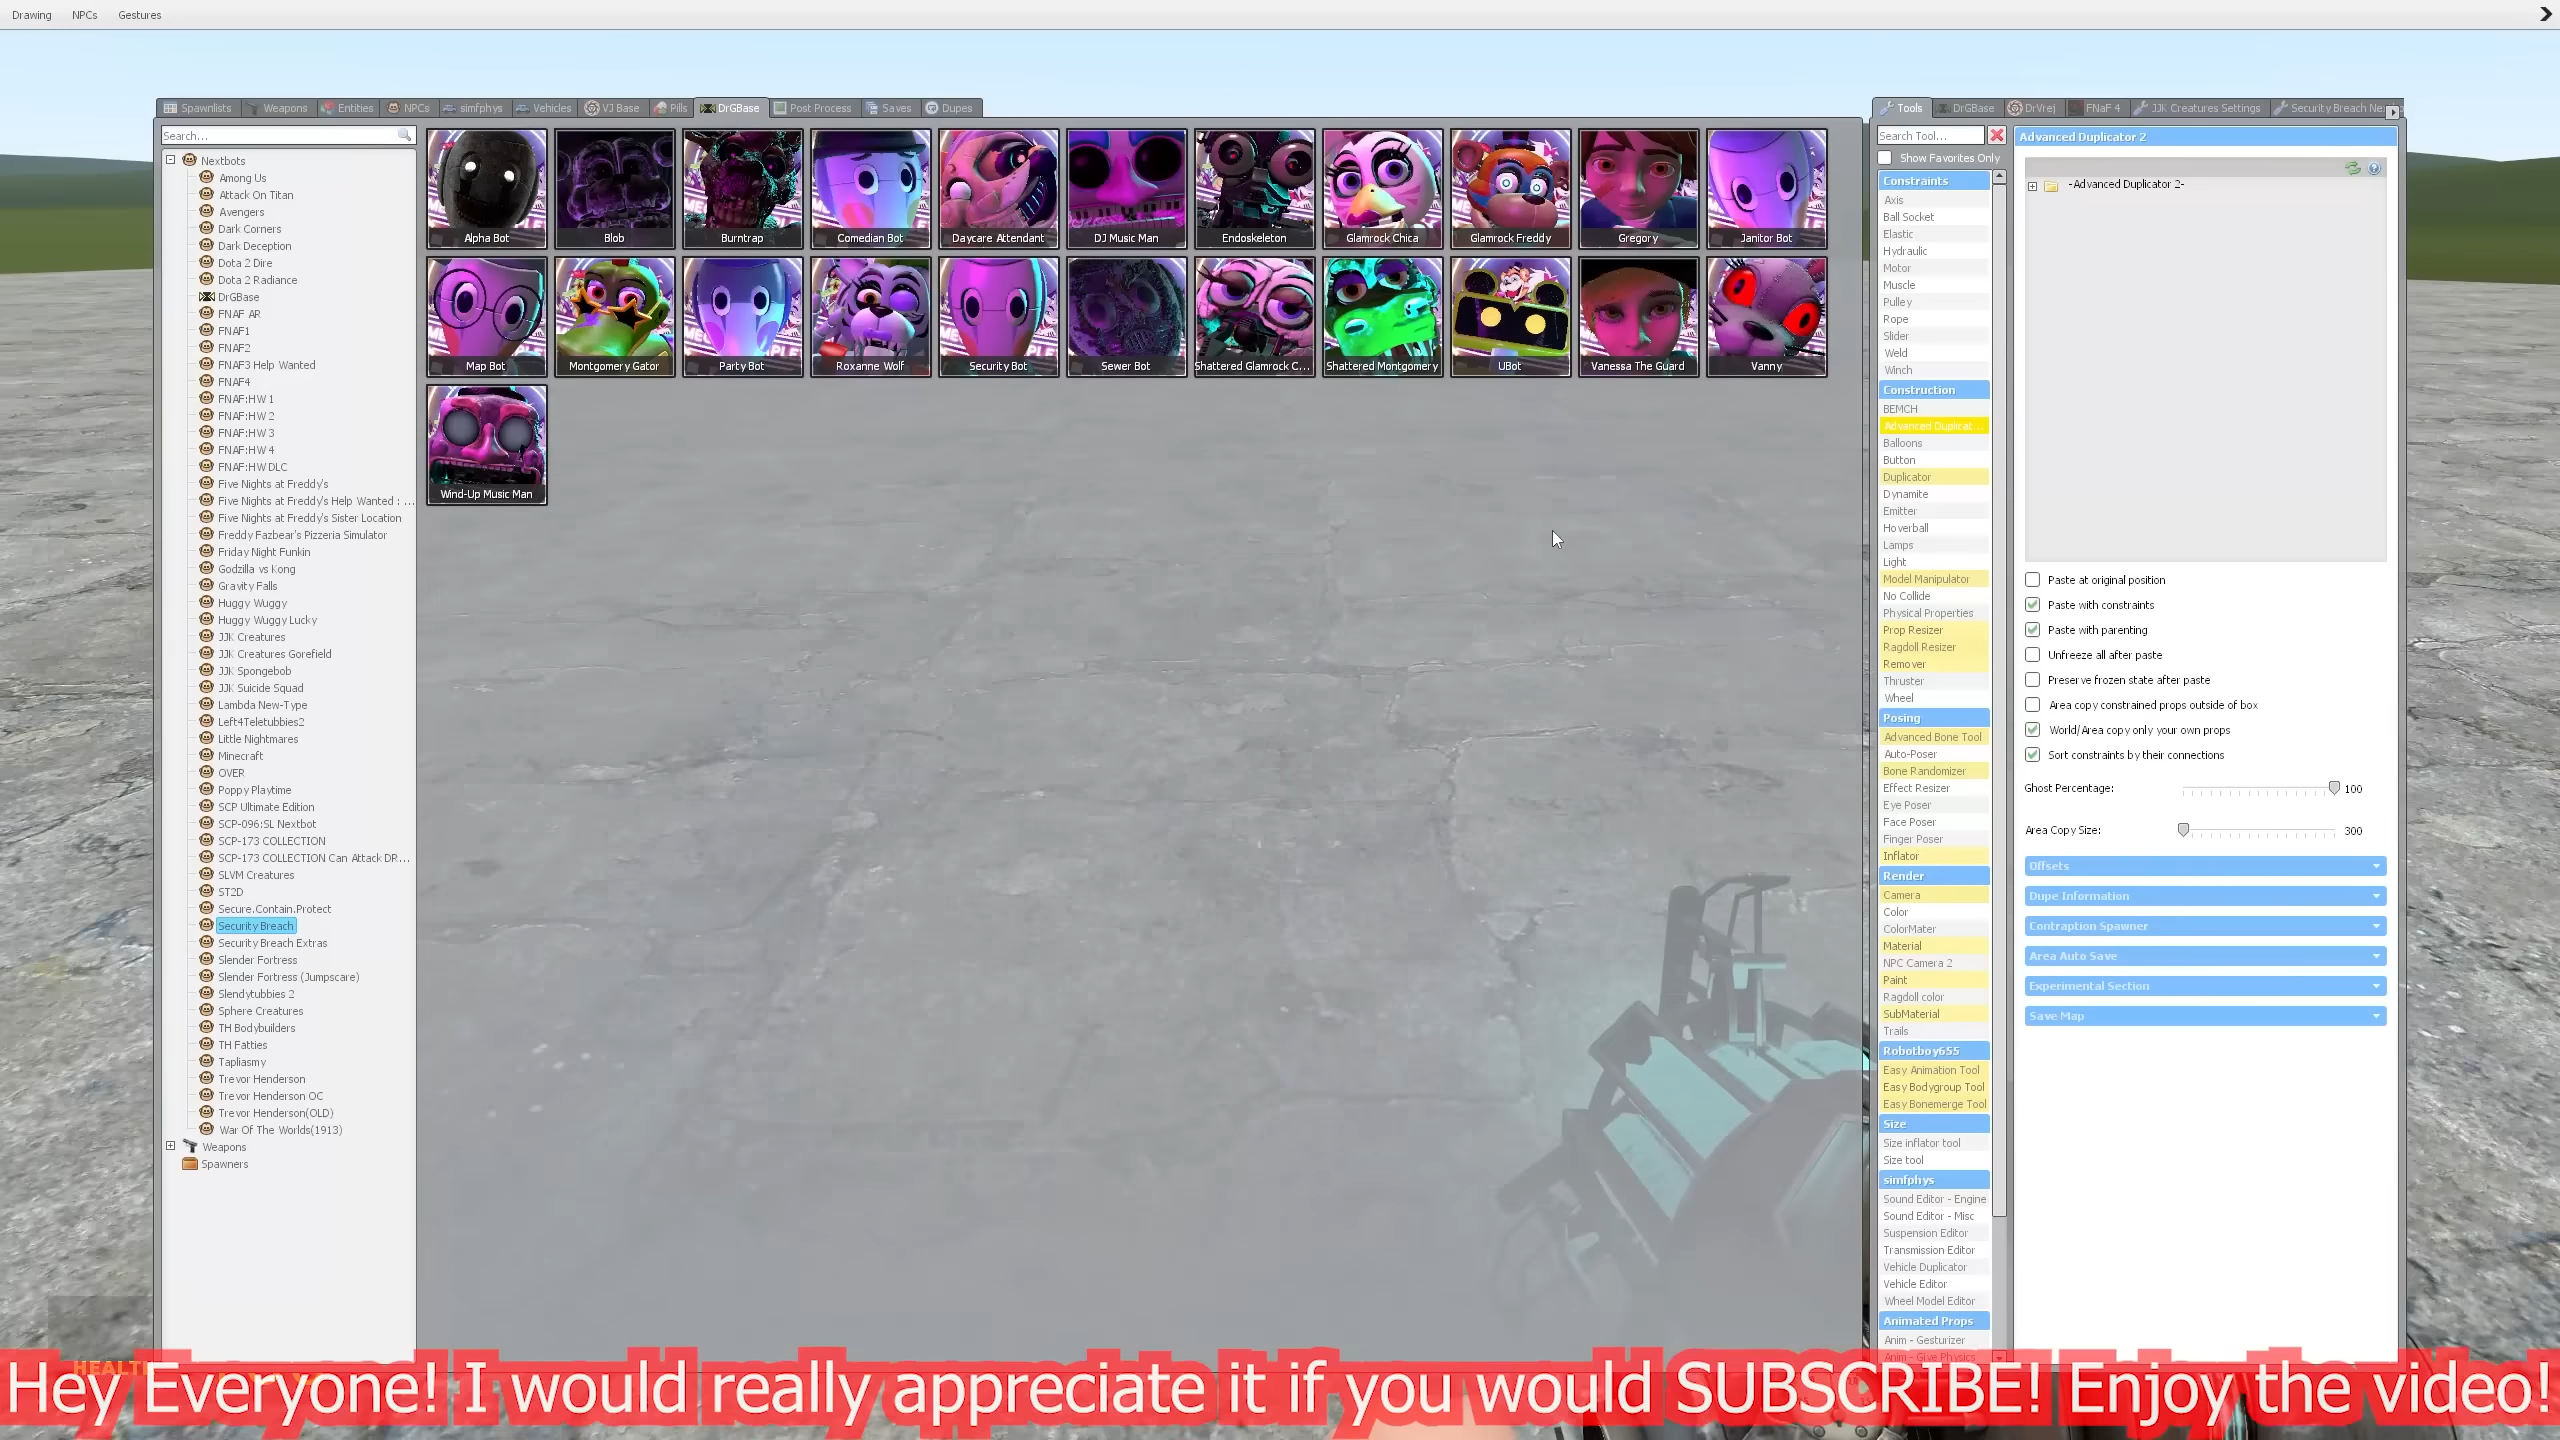 Drawing NPCs Gestures
Spawnlists Weapons Entities NPCs simfphys Vehicles VJ Base Pills DrGBase Post Process Saves Dupes
Search...
Nextbots
Among Us
Attack On Titan
Avengers
Dark Corners
Dark Deception
Dota 2 Dire
Dota 2 Radiance
DrGBase
FNAF AR
FNAF1
FNAF2
FNAF3 Help Wanted
FNAF4
FNAF:HW 1
FNAF:HW 2
FNAF:HW 3
FNAF:HW 4
FNAF:HW DLC
Five Nights at Freddy's
Five Nights at Freddy's Help Wanted : ...
Five Nights at Freddy's Sister Location
Freddy Fazbear's Pizzeria Simulator
Friday Night Funkin
Godzilla vs Kong
Gravity Falls
Huggy Wuggy
Huggy Wuggy Lucky
JJK Creatures
JJK Creatures Gorefield
JJK Spongebob
JJK Suicide Squad
Lambda New-Type
Left4Teletubbies2
Little Nightmares
Minecraft
OVER
Poppy Playtime
SCP Ultimate Edition
SCP-096:SL Nextbot
SCP-173 COLLECTION
SCP-173 COLLECTION Can Attack DR...
SLVM Creatures
ST2D
Secure.Contain.Protect
Security Breach
Security Breach Extras
Slender Fortress
Slender Fortress (Jumpscare)
Slendytubbies 2
Sphere Creatures
TH Bodybuilders
TH Fatties
Tapliasmy
Trevor Henderson
Trevor Henderson OC
Trevor Henderson(OLD)
War Of The Worlds(1913)
Weapons
Spawners
Alpha Bot Blob Burntrap Comedian Bot Daycare Attendant DJ Music Man Endoskeleton Glamrock Chica Glamrock Freddy Gregory Janitor Bot
Map Bot Montgomery Gator Party Bot Roxanne Wolf Security Bot Sewer Bot Shattered Glamrock C... Shattered Montgomery UBot Vanessa The Guard Vanny
Wind-Up Music Man
Tools DrGBase DrVrej FNaF 4 JJK Creatures Settings Security Breach
Search Tool...
Show Favorites Only
Constraints
Axis
Ball Socket
Elastic
Hydraulic
Motor
Muscle
Pulley
Rope
Slider
Weld
Winch
Construction
BEMCH
Advanced Duplicat...
Balloons
Button
Duplicator
Dynamite
Emitter
Hoverball
Lamps
Light
Model Manipulator
No Collide
Physical Properties
Prop Resizer
Ragdoll Resizer
Remover
Thruster
Wheel
Posing
Advanced Bone Tool
Auto-Poser
Bone Randomizer
Effect Resizer
Eye Poser
Face Poser
Finger Poser
Inflator
Render
Camera
Color
ColorMater
Material
NPC Camera 2
Paint
Ragdoll color
SubMaterial
Trails
Robotboy655
Easy Animation Tool
Easy Bodygroup Tool
Easy Bonemerge Tool
Size
Size inflator tool
Size tool
simfphys
Sound Editor - Engine
Sound Editor - Misc
Suspension Editor
Transmission Editor
Vehicle Duplicator
Vehicle Editor
Wheel Model Editor
Animated Props
Anim - Gesturizer
Anim - Give Physics
Advanced Duplicator 2
-Advanced Duplicator 2-
Paste at original position
Paste with constraints
Paste with parenting
Unfreeze all after paste
Preserve frozen state after paste
Area copy constrained props outside of box
World/Area copy only your own props
Sort constraints by their connections
Ghost Percentage: 100
Area Copy Size: 300
Offsets
Dupe Information
Contraption Spawner
Area Auto Save
Experimental Section
Save Map
HEALTH
Hey Everyone! I would really appreciate it if you would SUBSCRIBE! Enjoy the video!